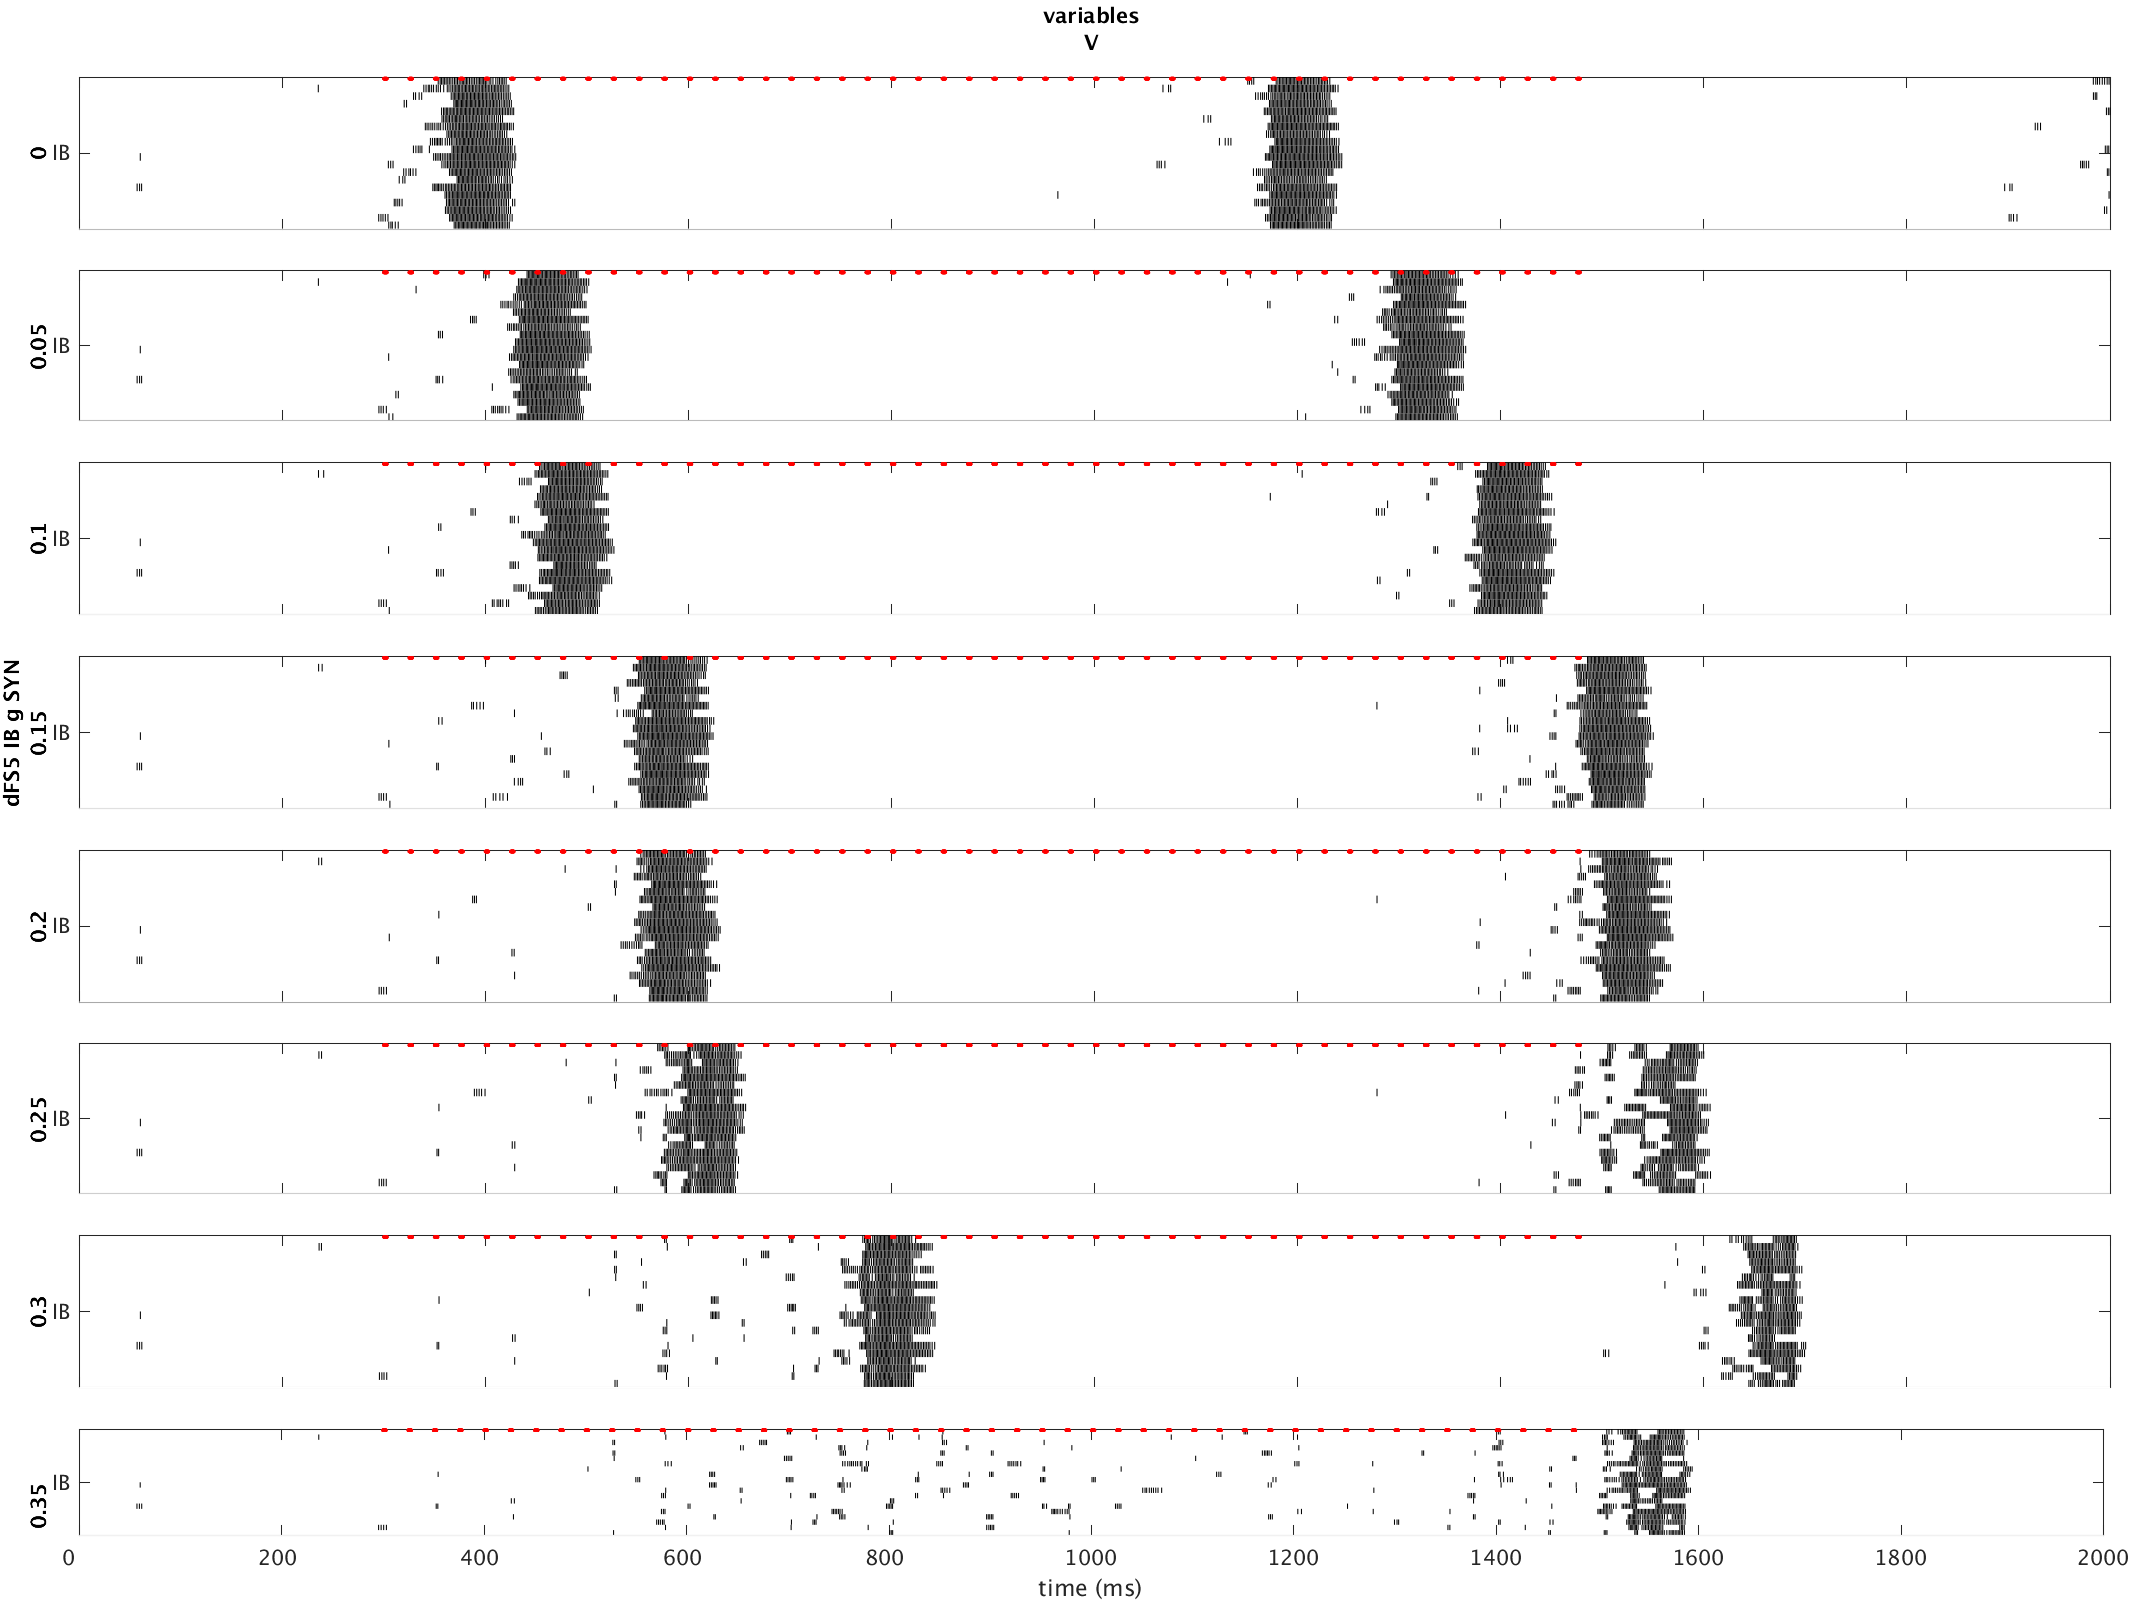 variables
V
0 IB
0.05 IB
0.1 IB
dFS5 IB g SYN
0.15 IB
0.2 IB
0.25 IB
0.3 IB
0.35 IB
0 200 400 600 800 1000 1200 1400 1600 1800 2000
time (ms)